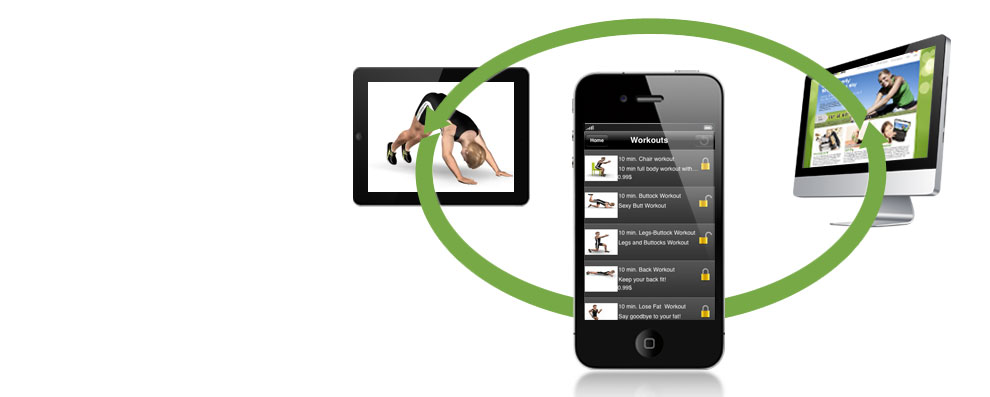 Home
Workouts
10 min. Chair workout
10 min full body workout with....
0.99$
10 min. Buttock Workout
Sexy Butt Workout
10 min. Legs-Buttock Workout
Legs and Buttocks Workout
10 min. Back Workout
Keep your back fit!
0.99$
10 min. Lose Fat Workout
Say goodbye to your fat!